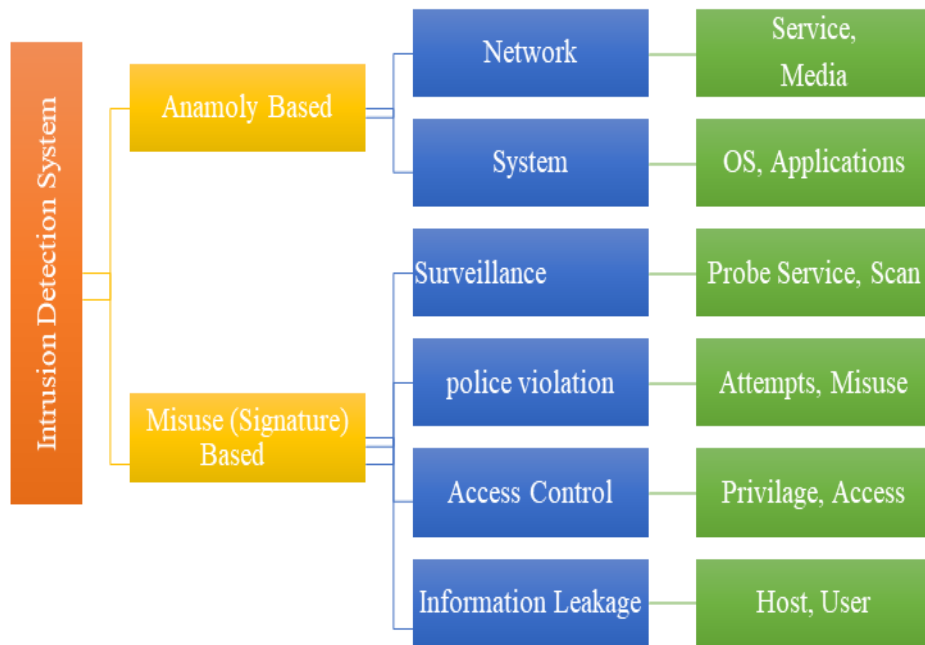 Intrusion Detection System
Anamoly Based
Misuse (Signature)
Based
Network
System
Surveillance
police violation
Access Control
Information Leakage
Service,
Media
OS, Applications
Probe Service, Scan
Attempts, Misuse
Privilage, Access
Host, User